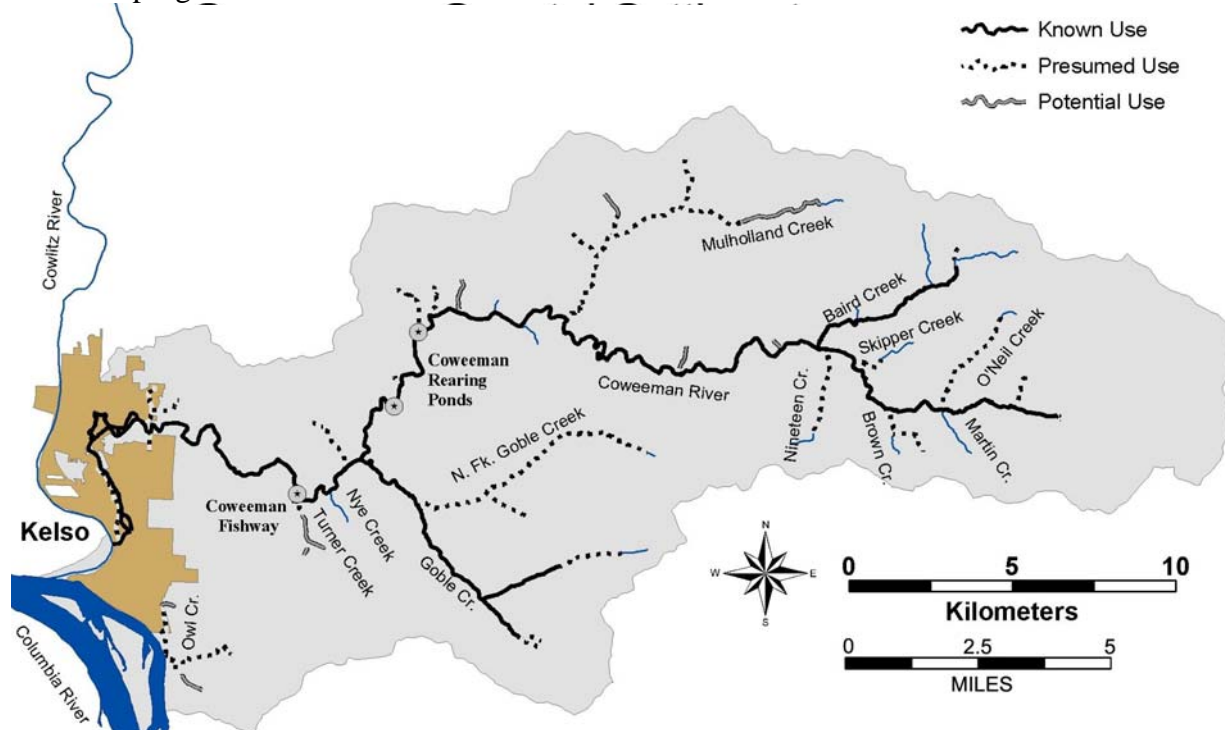 Known Use
Presumed Use
Potential Use
Cowlitz River
Mulholland Creek
Baird Creek
Skipper Creek
O'Neil Creek
Coweeman
Rearing
Ponds
Coweeman River
Nineteen Cr.
Brown Cr.
Martin Cr.
N. Fk. Goble Creek
Coweeman
Fishway
Nye Creek
Turner Creek
Goble Cr.
Kelso
Owl Cr.
Columbia River
N
W E
S
0 5 10
Kilometers
0 2.5 5
MILES